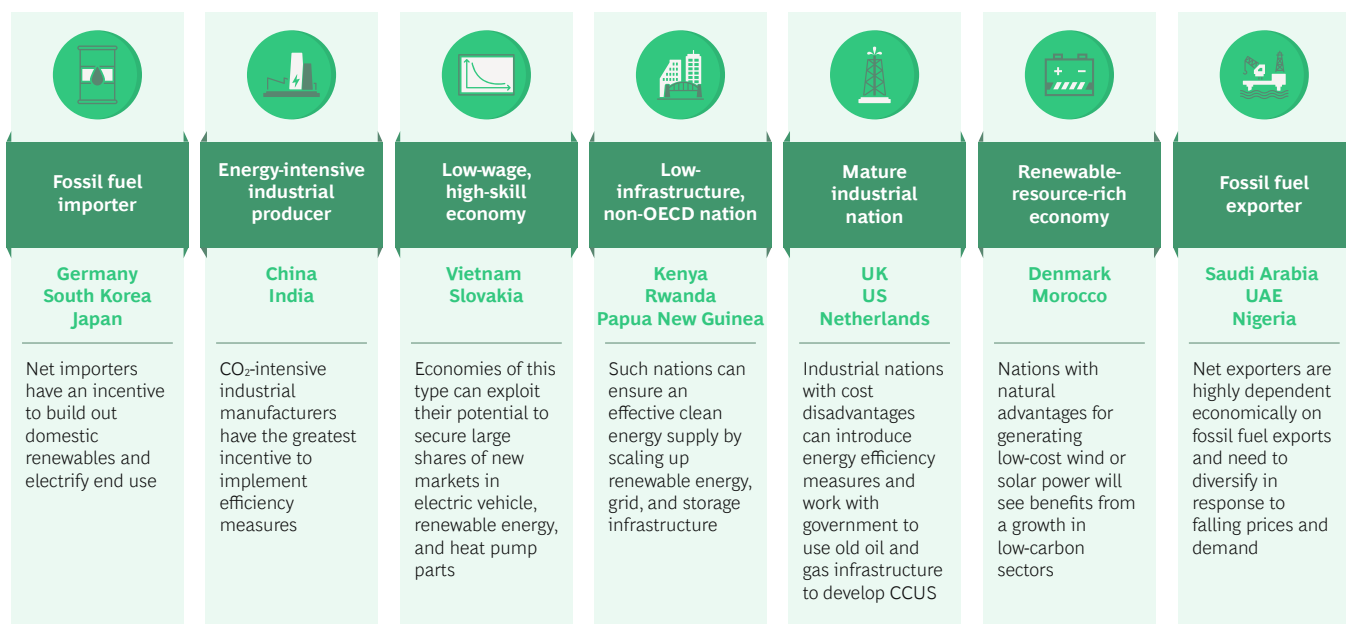 Fossil fuel
importer
Germany
South Korea
Japan
Net importers
have an incentive
to build out
domestic
renewables and
electrify end use
Energy-intensive
industrial
producer
China
India
CO₂-intensive
industrial
manufacturers
have the greatest
incentive to
implement
efficiency
measures
Low-wage,
high-skill
economy
Vietnam
Slovakia
Economies of this
type can exploit
their potential to
secure large
shares of new
markets in
electric vehicle,
renewable energy,
and heat pump
parts
Low-
infrastructure,
non-OECD nation
Kenya
Rwanda
Papua New Guinea
Such nations can
ensure an
effective clean
energy supply by
scaling up
renewable energy,
grid, and storage
infrastructure
Mature
industrial
nation
UK
US
Netherlands
Industrial nations
with cost
disadvantages
can introduce
energy efficiency
measures and
work with
government to
use old oil and
gas infrastructure
to develop CCUS
Renewable-
resource-rich
economy
Denmark
Morocco
Nations with
natural
advantages for
generating
low-cost wind or
solar power will
see benefits from
a growth in
low-carbon
sectors
Fossil fuel
exporter
Saudi Arabia
UAE
Nigeria
Net exporters are
highly dependent
economically on
fossil fuel exports
and need to
diversify in
response to
falling prices and
demand